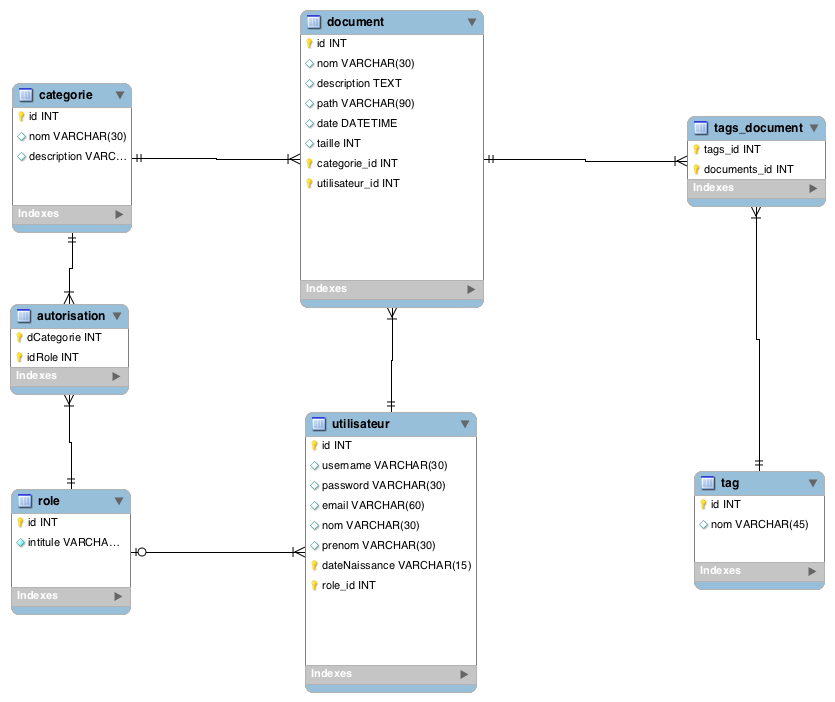 document
id INT
nom VARCHAR(30)
description TEXT
path VARCHAR(90)
date DATETIME
taille INT
categorie_id INT
utilisateur_id INT
Indexes
categorie
id INT
nom VARCHAR(30)
description VARC...
Indexes
tags_document
tags_id INT
documents_id INT
Indexes
autorisation
dCategorie INT
idRole INT
Indexes
utilisateur
id INT
username VARCHAR(30)
password VARCHAR(30)
email VARCHAR(60)
nom VARCHAR(30)
prenom VARCHAR(30)
dateNaissance VARCHAR(15)
role_id INT
Indexes
role
id INT
intitule VARCHA...
Indexes
tag
id INT
nom VARCHAR(45)
Indexes